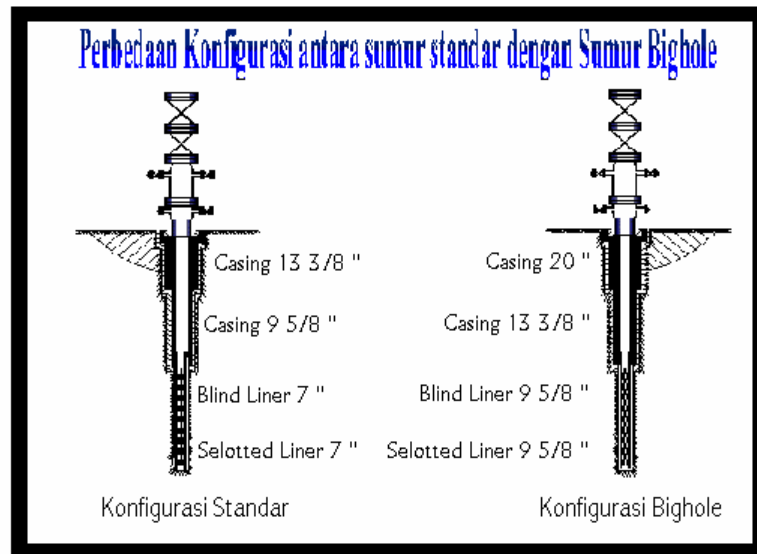 Perbedaan Konfigurasi antara sumur standar dengan Sumur Bighole
Casing 13 3/8 "
Casing 9 5/8 "
Blind Liner 7 "
Selotted Liner 7 "
Konfigurasi Standar
Casing 20 "
Casing 13 3/8 "
Blind Liner 9 5/8 "
Selotted Liner 9 5/8 "
Konfigurasi Bighole